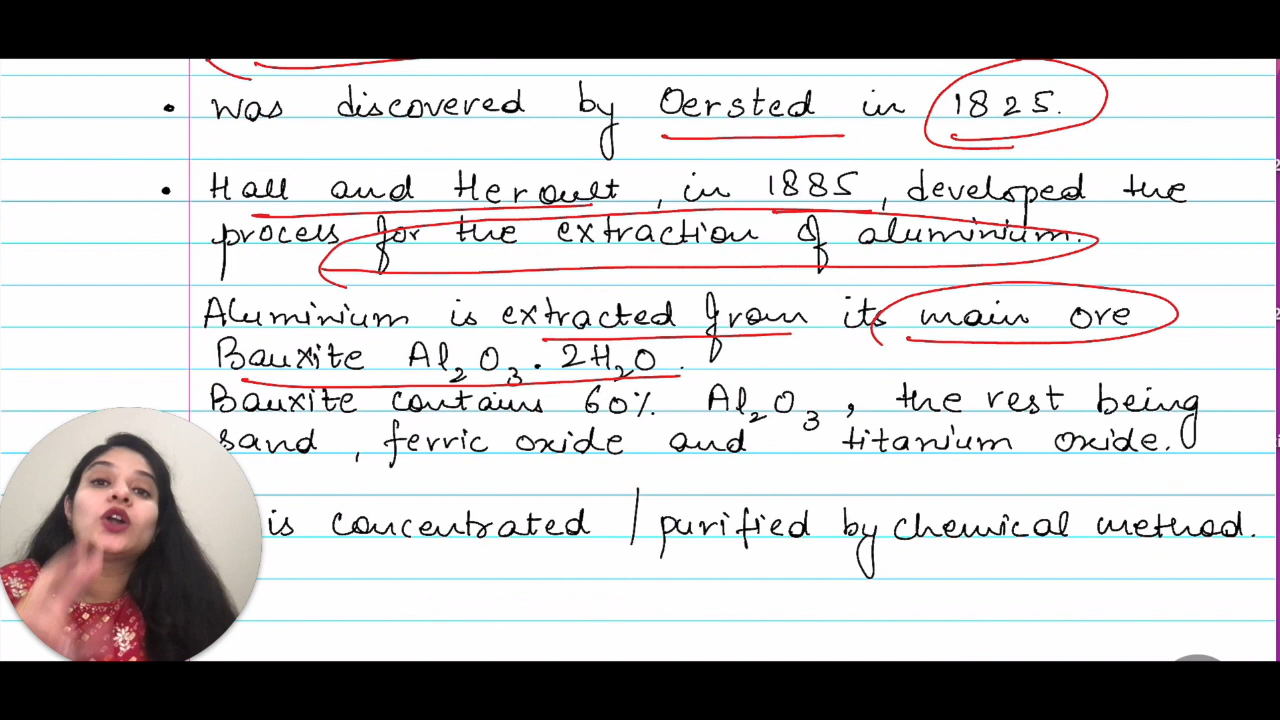 • was discovered by Oersted in 1825.
• Hall and Herault, in 1885, developed the
process for the extraction of aluminium.
Aluminium is extracted from its main ore
Bauxite Al₂O₃.2H₂O.
Bauxite contains 60% Al₂O₃, the rest being
sand, ferric oxide and titanium oxide.
is concentrated / purified by chemical method.